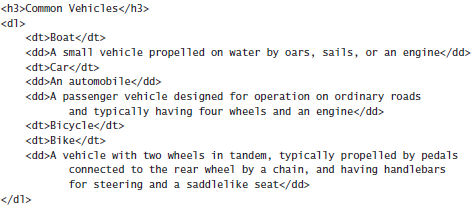 <h3>Common Vehicles</h3>
<dl>
<dt>Boat</dt>
<dd>A small vehicle propelled on water by oars, sails, or an engine</dd>
<dt>Car</dt>
<dd>An automobile</dd>
<dd>A passenger vehicle designed for operation on ordinary roads
and typically having four wheels and an engine</dd>
<dt>Bicycle</dt>
<dt>Bike</dt>
<dd>A vehicle with two wheels in tandem, typically propelled by pedals
connected to the rear wheel by a chain, and having handlebars
for steering and a saddlelike seat</dd>
</dl>